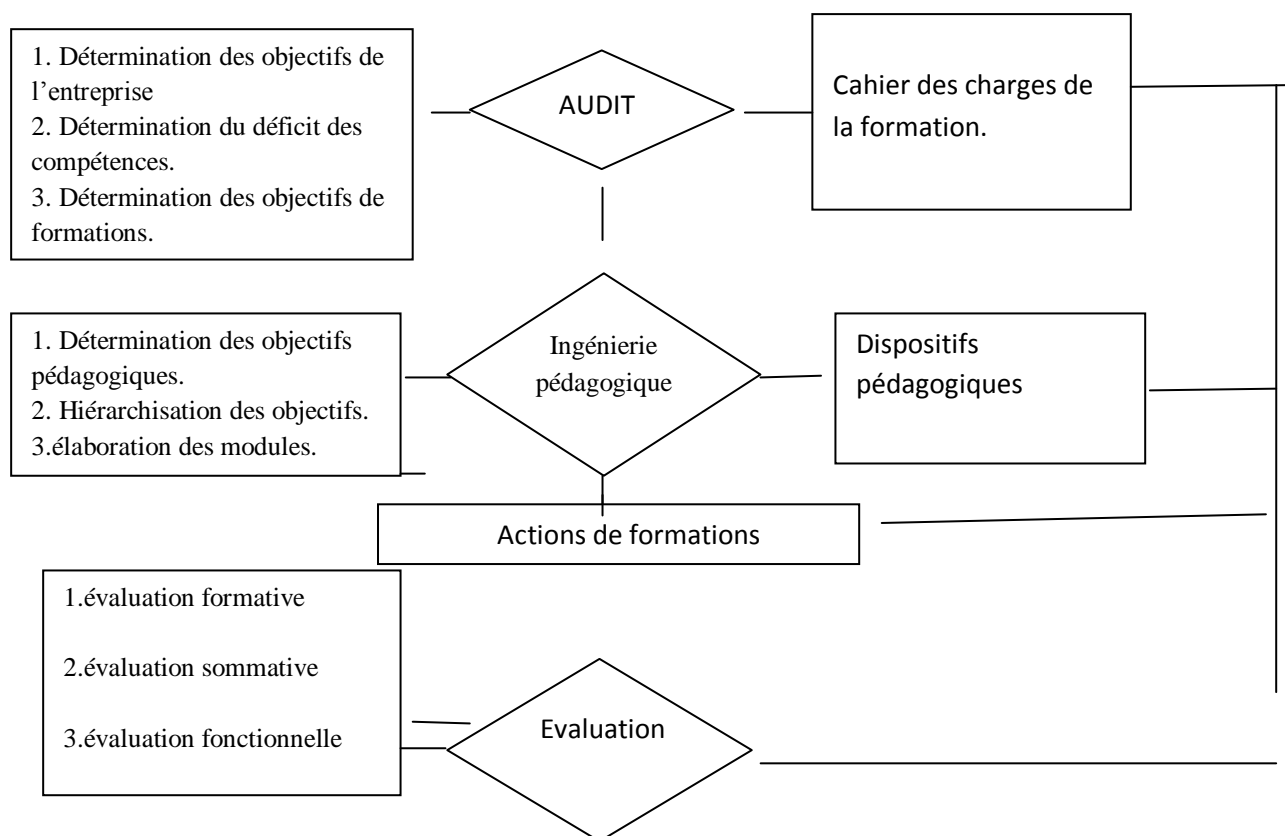 1. Détermination des objectifs de
l’entreprise
2. Détermination du déficit des
compétences.
3. Détermination des objectifs de
formations.
AUDIT
Cahier des charges de
la formation.
1. Détermination des objectifs
pédagogiques.
2. Hiérarchisation des objectifs.
3.élaboration des modules.
Ingénierie
pédagogique
Dispositifs
pédagogiques
Actions de formations
1.évaluation formative
2.évaluation sommative
3.évaluation fonctionnelle
Evaluation